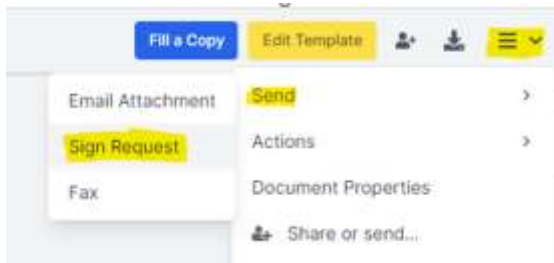 Fill a Copy
Edit Template
Email Attachment
Send
Sign Request
Actions
Fax
Document Properties
Share or send...